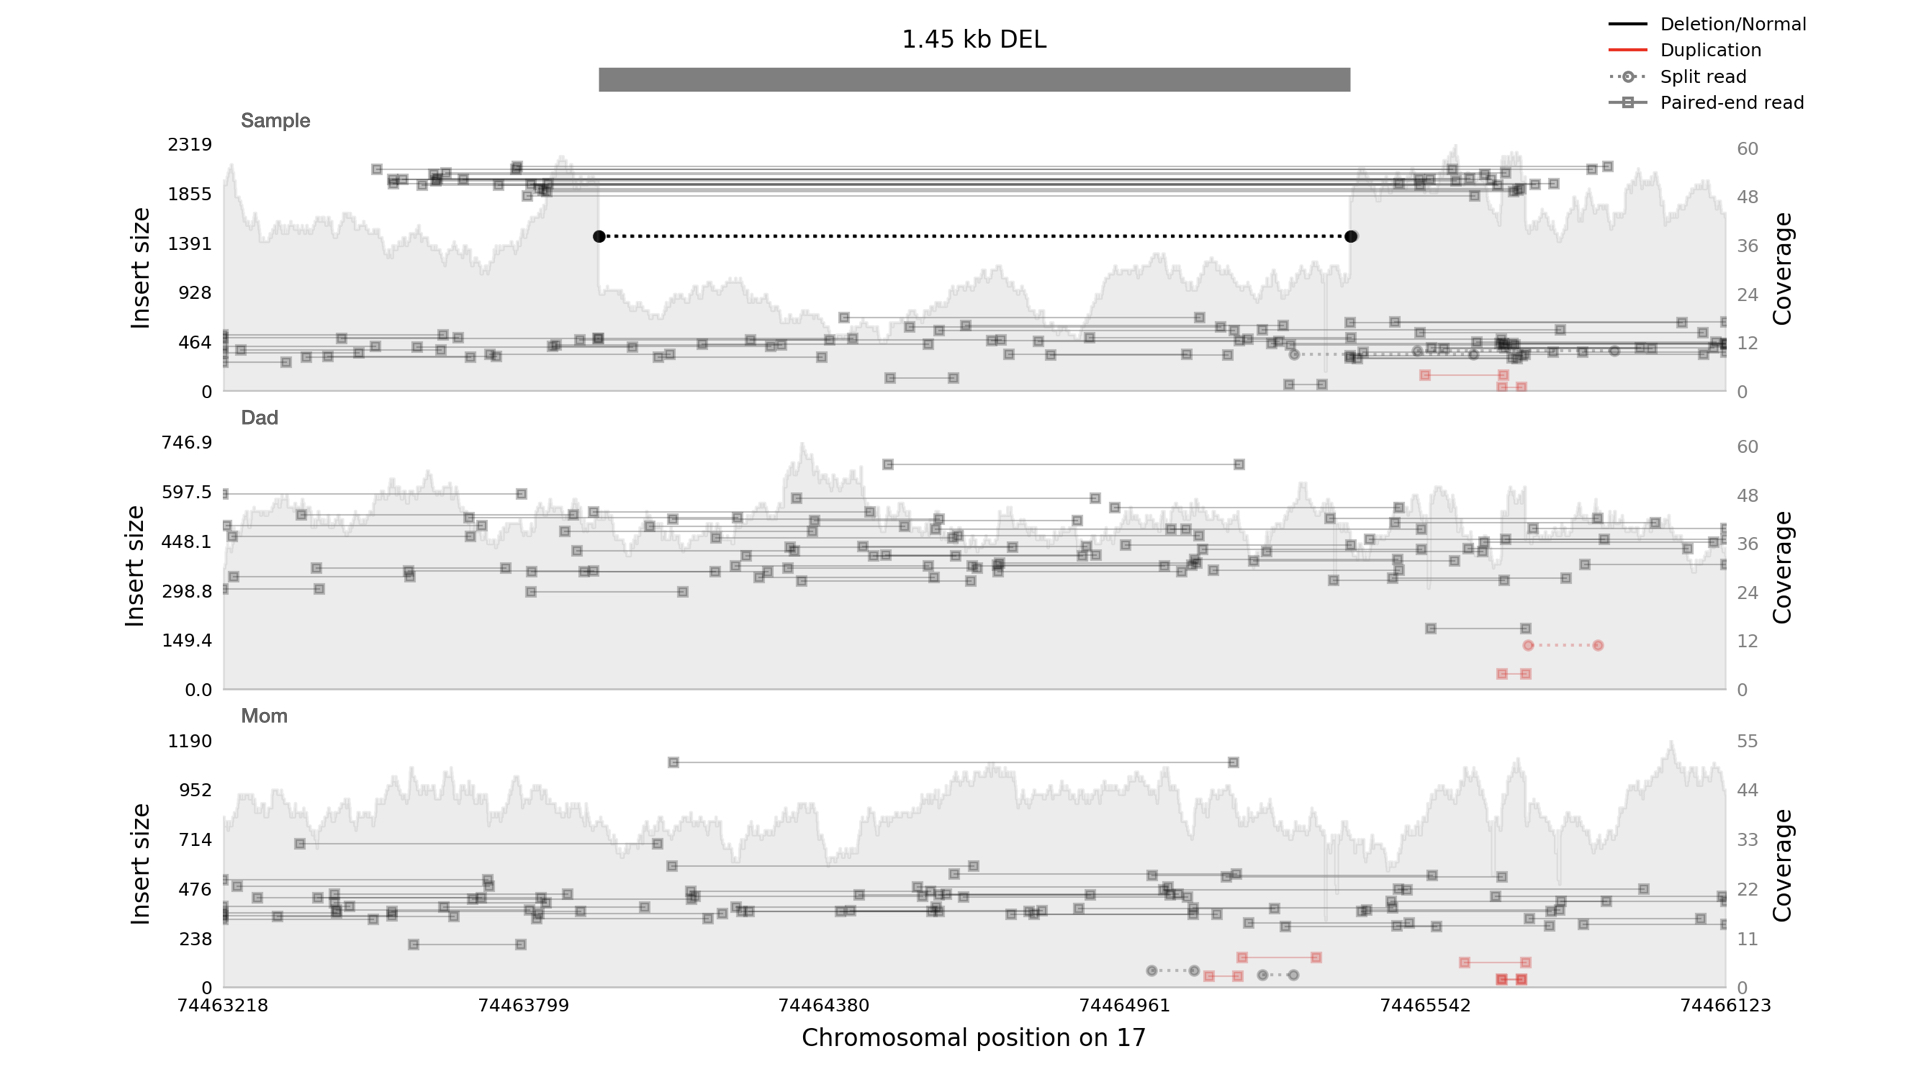 1.45 kb DEL
Deletion/Normal
Duplication
Split read
Paired-end read
Sample
2319
1855
1391
928
464
0
Insert size
60
48
36
24
12
0
Coverage
Dad
746.9
597.5
448.1
298.8
149.4
0.0
Insert size
60
48
36
24
12
0
Coverage
Mom
1190
952
714
476
238
0
Insert size
55
44
33
22
11
0
Coverage
74463218 74463799 74464380 74464961 74465542 74466123
Chromosomal position on 17